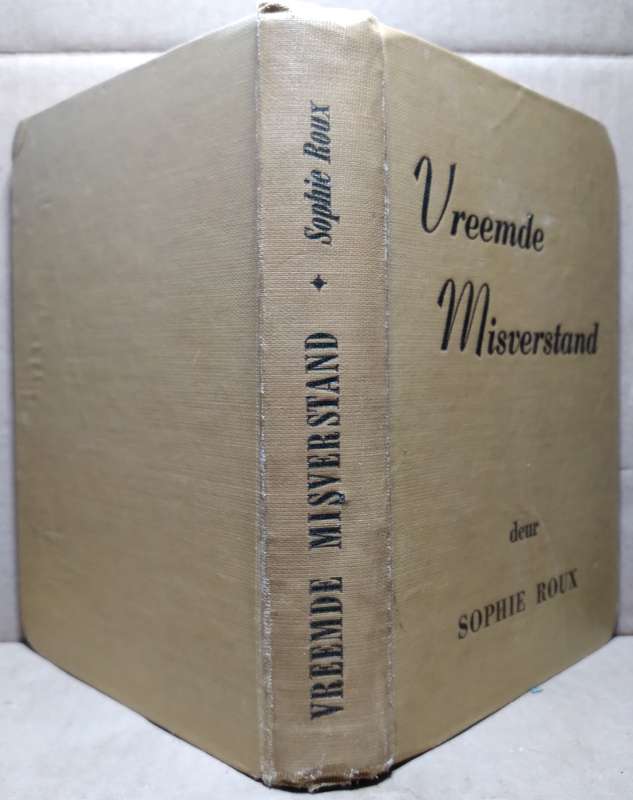 VREEMDE MISVERSTAND ✦ Sophie Roux
Vreemde
Misverstand
deur
SOPHIE ROUX